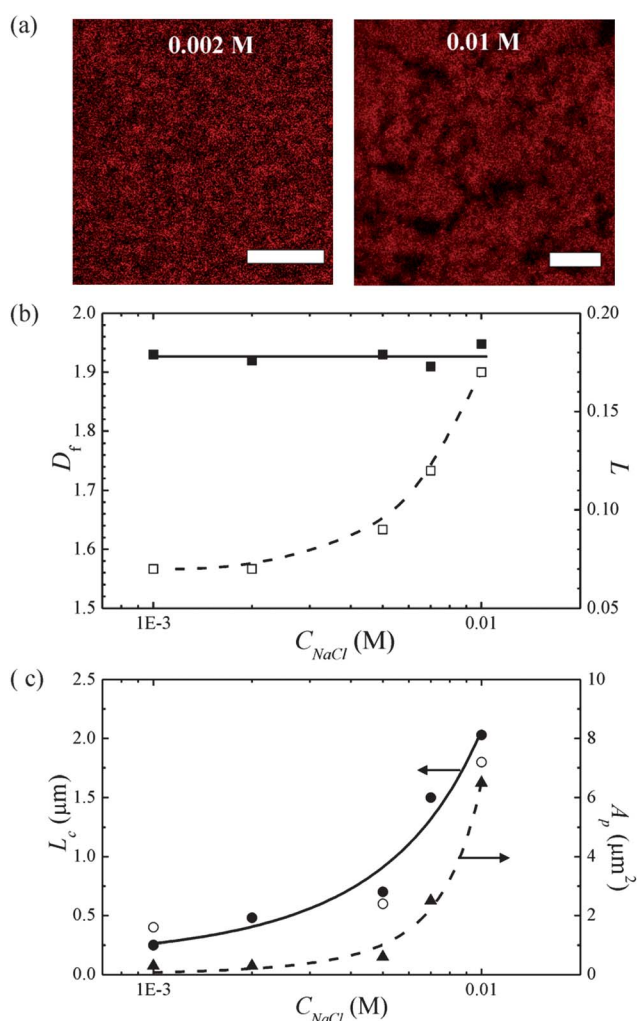 (a)
0.002 M
0.01 M
(b)
2.0
1.9
1.8
1.7
1.6
1.5
D_f
0.20
0.15
0.10
0.05
L
1E-3
0.01
C_NaCl (M)
( c)
2.5
2.0
1.5
1.0
0.5
0.0
L_c (μm)
10
8
6
4
2
0
A_p (μm²)
1E-3
0.01
C_NaCl (M)